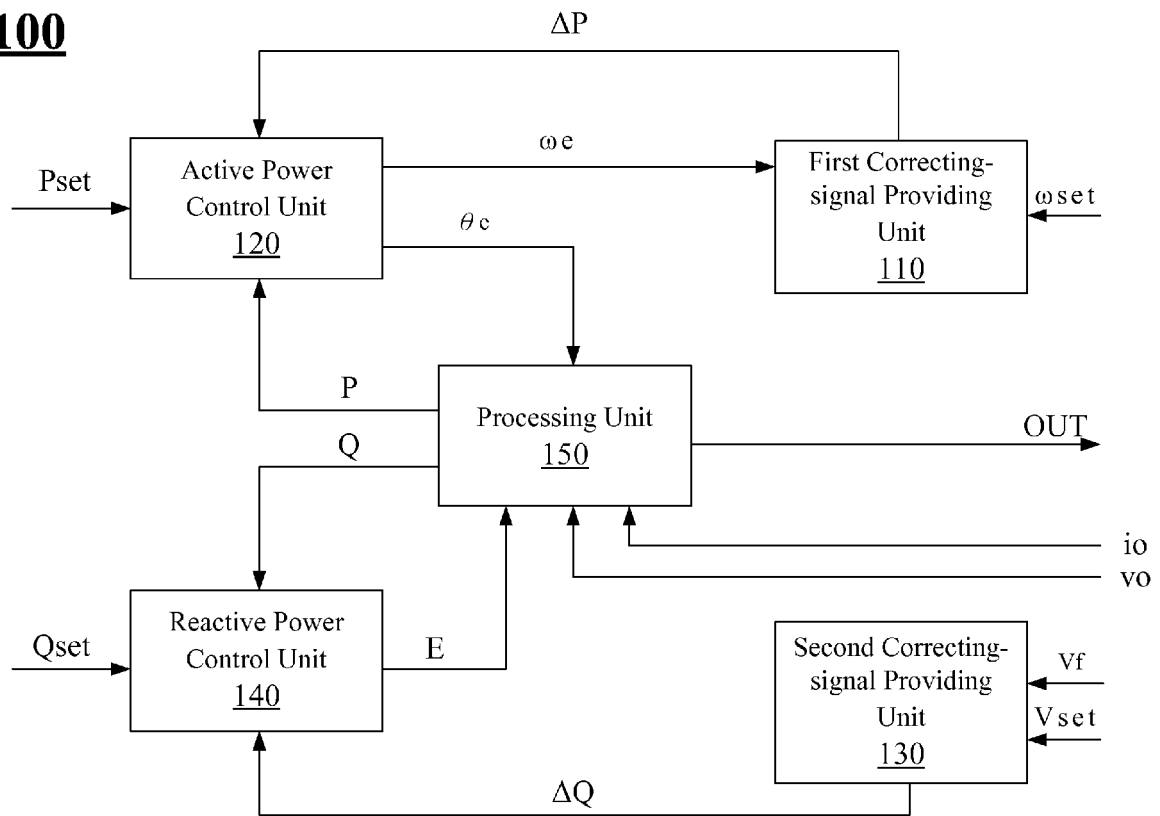 100
ΔP
Active Power
Control Unit
120
Pset
ωe
θc
First Correcting-
signal Providing
Unit
110
ωset
P
Q
Processing Unit
150
OUT
io
vo
Reactive Power
Control Unit
140
Qset
E
Second Correcting-
signal Providing
Unit
130
Vf
Vset
ΔQ